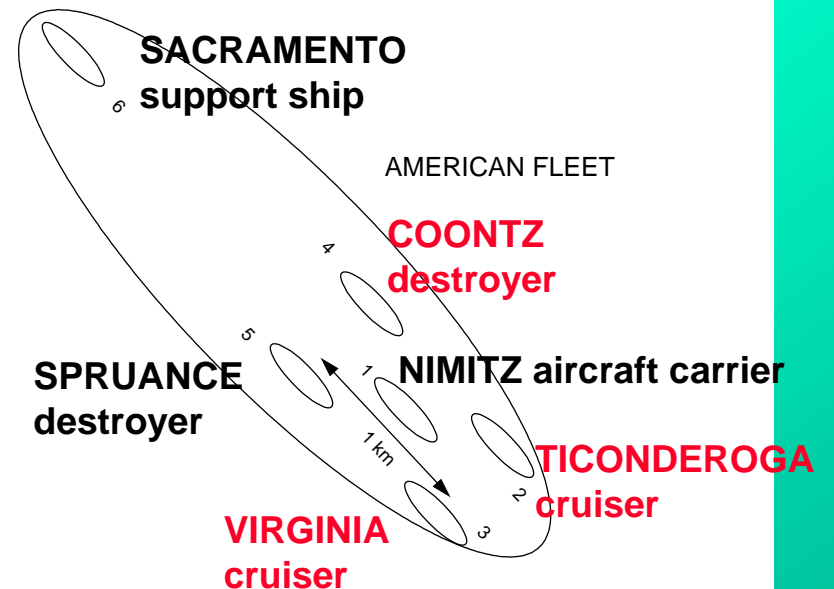 SACRAMENTO
support ship
6
AMERICAN FLEET
COONTZ
destroyer
4
5
1
NIMITZ aircraft carrier
SPRUANCE
destroyer
1 km
TICONDEROGA
cruiser
2
3
VIRGINIA
cruiser